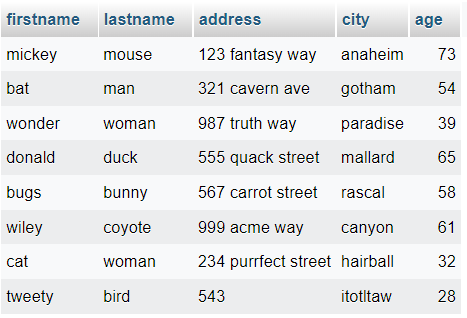 firstname lastname address city age
mickey mouse 123 fantasy way anaheim 73
bat man 321 cavern ave gotham 54
wonder woman 987 truth way paradise 39
donald duck 555 quack street mallard 65
bugs bunny 567 carrot street rascal 58
wiley coyote 999 acme way canyon 61
cat woman 234 purrfect street hairball 32
tweety bird 543 itotltaw 28